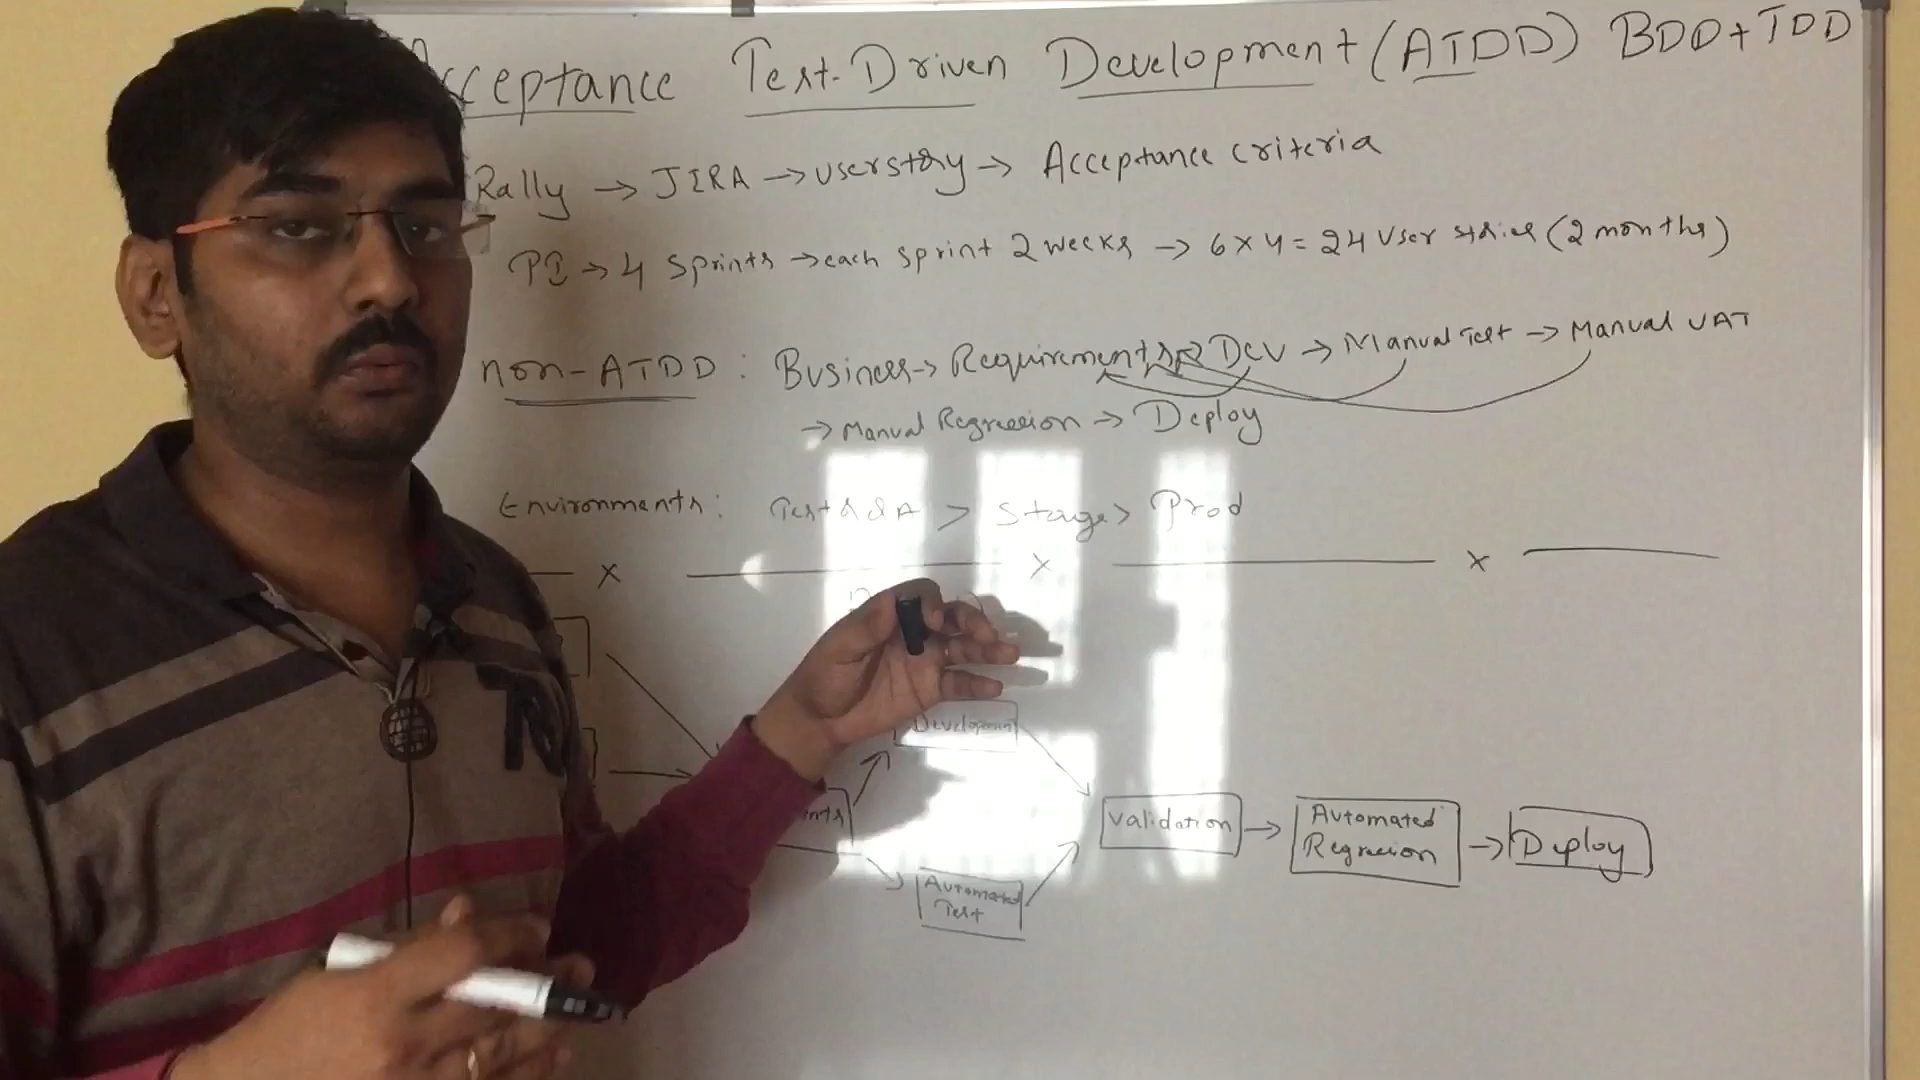 Acceptance Test-Driven Development (ATDD) BDD+TDD
Rally → JIRA → userstory → Acceptance criteria
PI → 4 Sprints → each sprint 2 weeks → 6 x 4 = 24 User stories (2 months)
non-ATDD : Business → Requirements → DEV → Manual Test → Manual UAT
→ Manual Regression → Deploy
Environments: Test & QA > Stage > Prod
x x x
Development
Validation → Automated Regression → Deploy
Automated Test